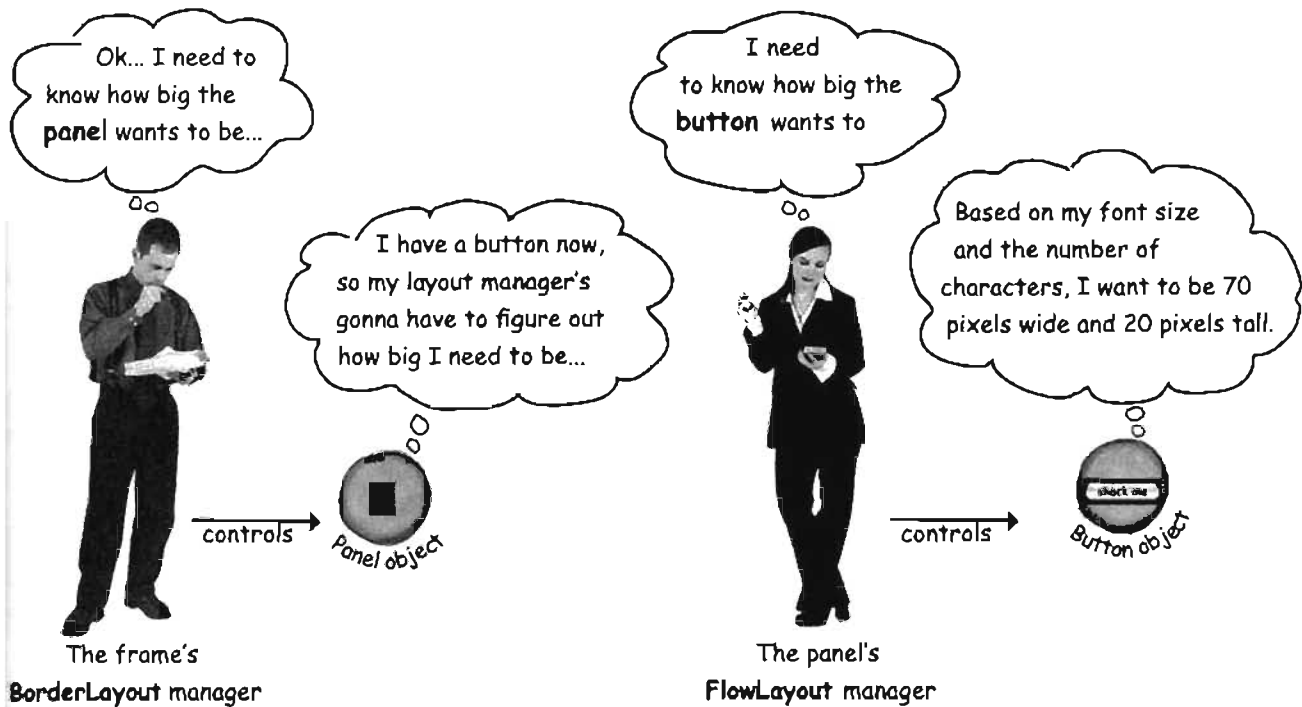 Ok... I need to
know how big the
panel wants to be...
I have a button now,
so my layout manager's
gonna have to figure out
how big I need to be...
controls
Panel object
The frame's
BorderLayout manager
I need
to know how big the
button wants to
Based on my font size
and the number of
characters, I want to be 70
pixels wide and 20 pixels tall.
shock me
controls
Button object
The panel's
FlowLayout manager